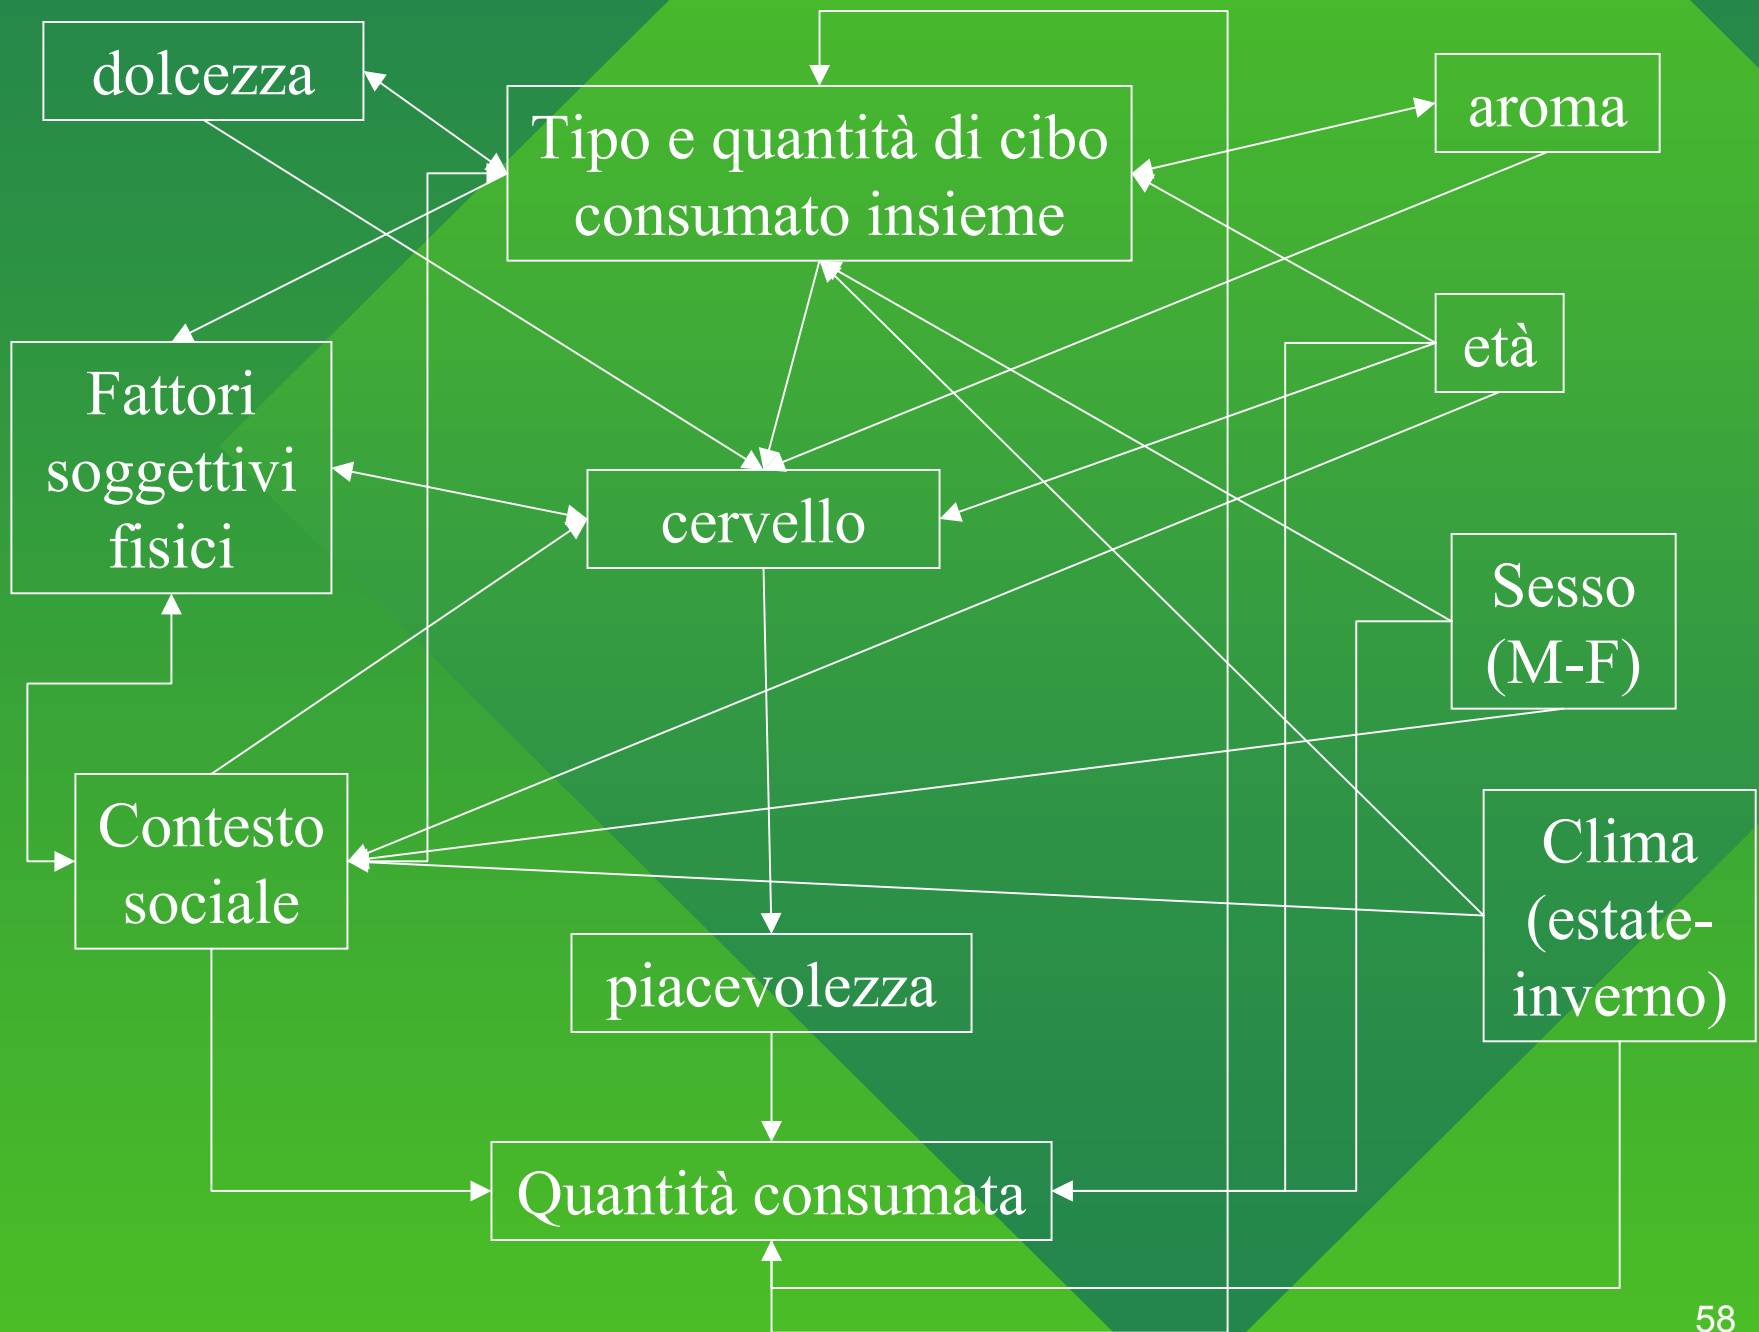 dolcezza
Tipo e quantità di cibo
consumato insieme
aroma
età
Fattori
soggettivi
fisici
cervello
Sesso
(M-F)
Contesto
sociale
Clima
(estate-
inverno)
piacevolezza
Quantità consumata
58